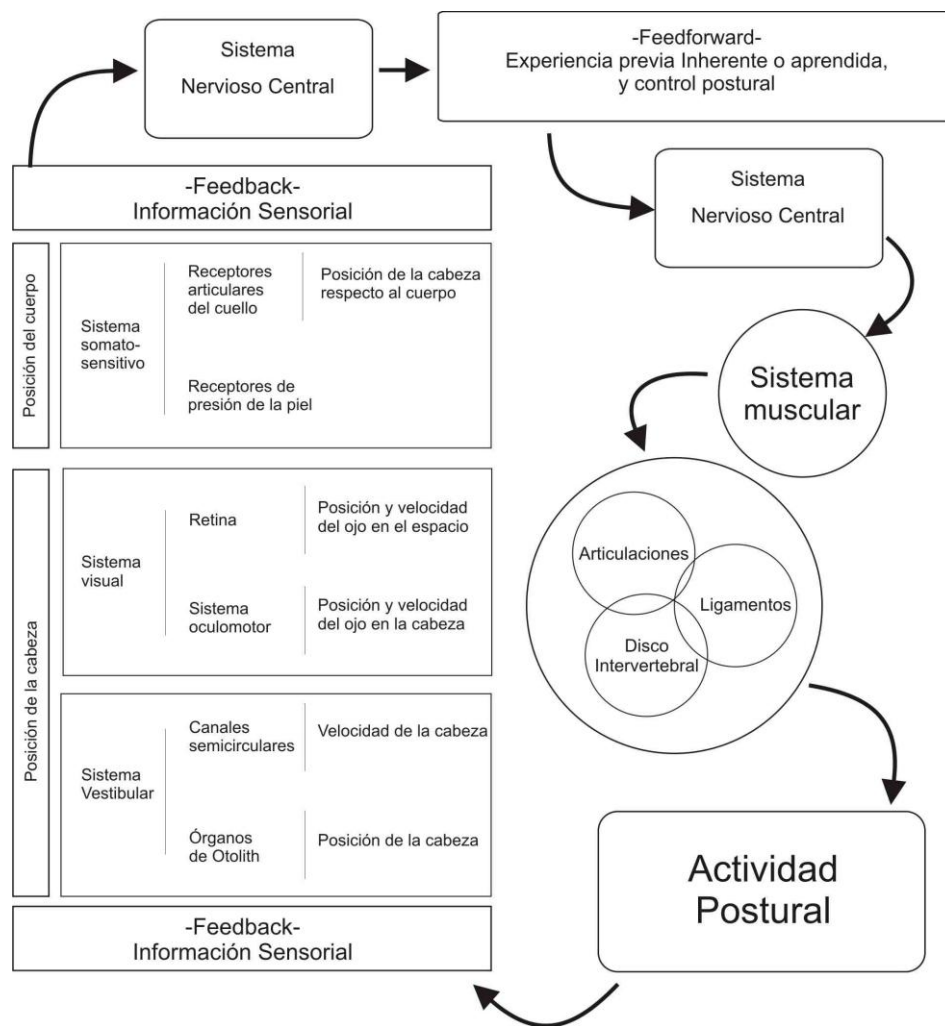 Sistema
Nervioso Central
-Feedforward-
Experiencia previa Inherente o aprendida,
y control postural
Sistema
Nervioso Central
-Feedback-
Información Sensorial
Posición del cuerpo
Sistema
somato-
sensitivo
Receptores
articulares
del cuello
Posición de la cabeza
respecto al cuerpo
Receptores de
presión de la piel
Posición de la cabeza
Sistema
visual
Retina
Posición y velocidad
del ojo en el espacio
Sistema
oculomotor
Posición y velocidad
del ojo en la cabeza
Sistema
Vestibular
Canales
semicirculares
Velocidad de la cabeza
Órganos
de Otolith
Posición de la cabeza
-Feedback-
Información Sensorial
Sistema
muscular
Articulaciones
Ligamentos
Disco
Intervertebral
Actividad
Postural